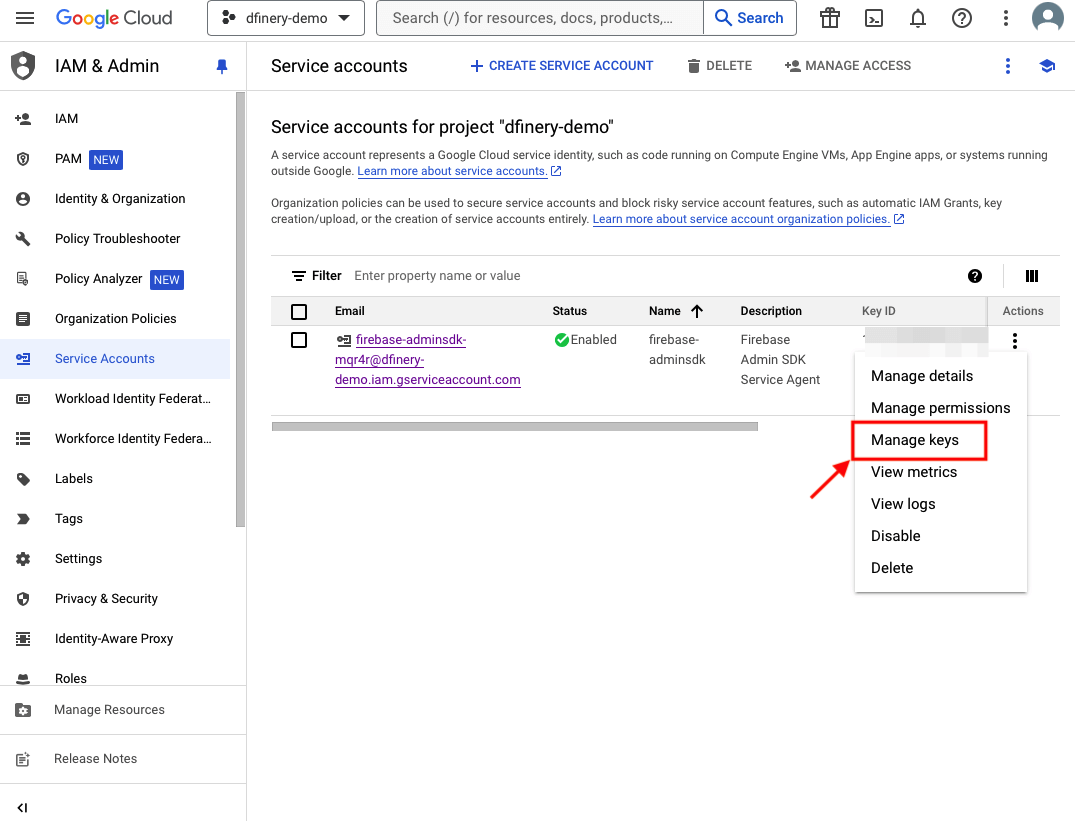 Google Cloud
dfinery-demo
Search (/) for resources, docs, products,...
Search
IAM & Admin
Service accounts
CREATE SERVICE ACCOUNT
DELETE
MANAGE ACCESS
IAM
PAM NEW
Identity & Organization
Policy Troubleshooter
Policy Analyzer NEW
Organization Policies
Service Accounts
Workload Identity Federat...
Workforce Identity Federa...
Labels
Tags
Settings
Privacy & Security
Identity-Aware Proxy
Roles
Manage Resources
Release Notes
Service accounts for project "dfinery-demo"
A service account represents a Google Cloud service identity, such as code running on Compute Engine VMs, App Engine apps, or systems running
outside Google. Learn more about service accounts.
Organization policies can be used to secure service accounts and block risky service account features, such as automatic IAM Grants, key
creation/upload, or the creation of service accounts entirely. Learn more about service account organization policies.
Filter Enter property name or value
Email Status Name Description Key ID Actions
firebase-adminsdk- Enabled firebase- Firebase
mqr4r@dfinery- adminsdk Admin SDK
demo.iam.gserviceaccount.com Service Agent
Manage details
Manage permissions
Manage keys
View metrics
View logs
Disable
Delete